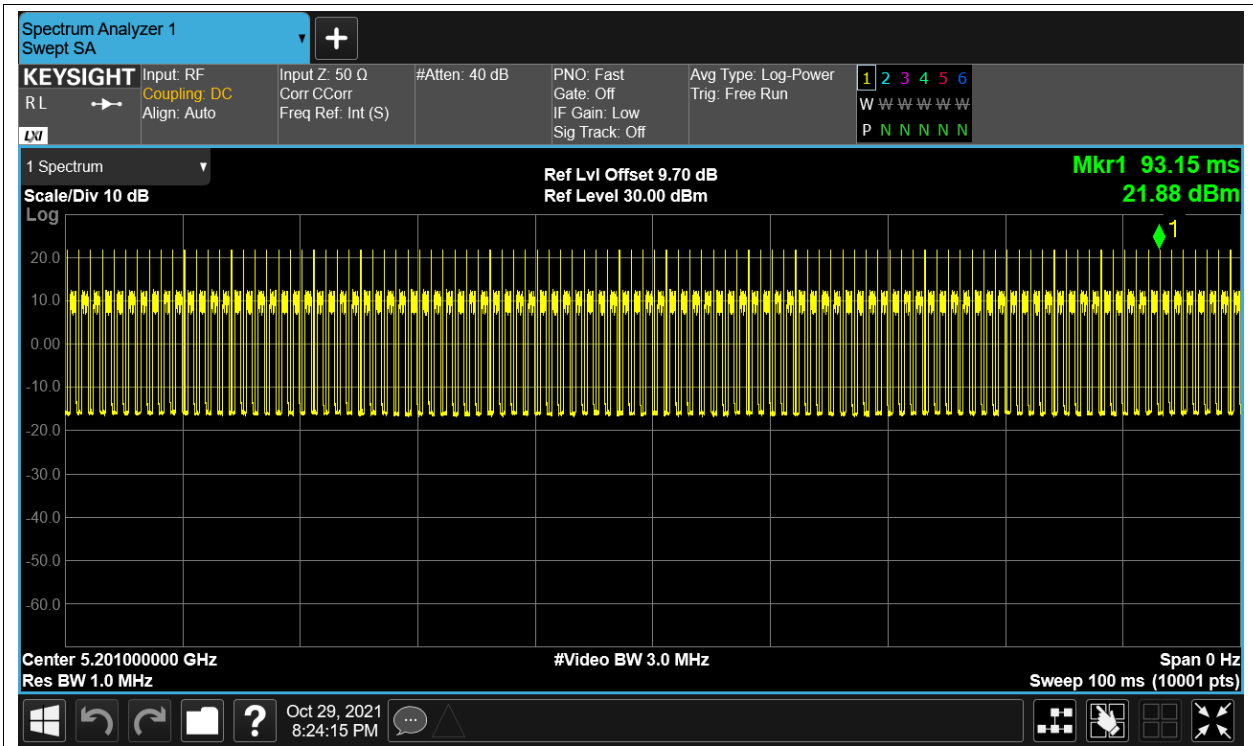 Spectrum Analyzer 1
Swept SA
KEYSIGHT
R L
LXI
Input: RF
Coupling: DC
Align: Auto
Input Z: 50 Ω
Corr CCorr
Freq Ref: Int (S)
#Atten: 40 dB
PNO: Fast
Gate: Off
IF Gain: Low
Sig Track: Off
Avg Type: Log-Power
Trig: Free Run
1 2 3 4 5 6
W W W W W W
P N N N N N
1 Spectrum
Scale/Div 10 dB
Log
Ref Lvl Offset 9.70 dB
Ref Level 30.00 dBm
Mkr1 93.15 ms
21.88 dBm
1
20.0
10.0
0.00
-10.0
-20.0
-30.0
-40.0
-50.0
-60.0
Center 5.201000000 GHz
Res BW 1.0 MHz
#Video BW 3.0 MHz
Span 0 Hz
Sweep 100 ms (10001 pts)
?
Oct 29, 2021
8:24:15 PM